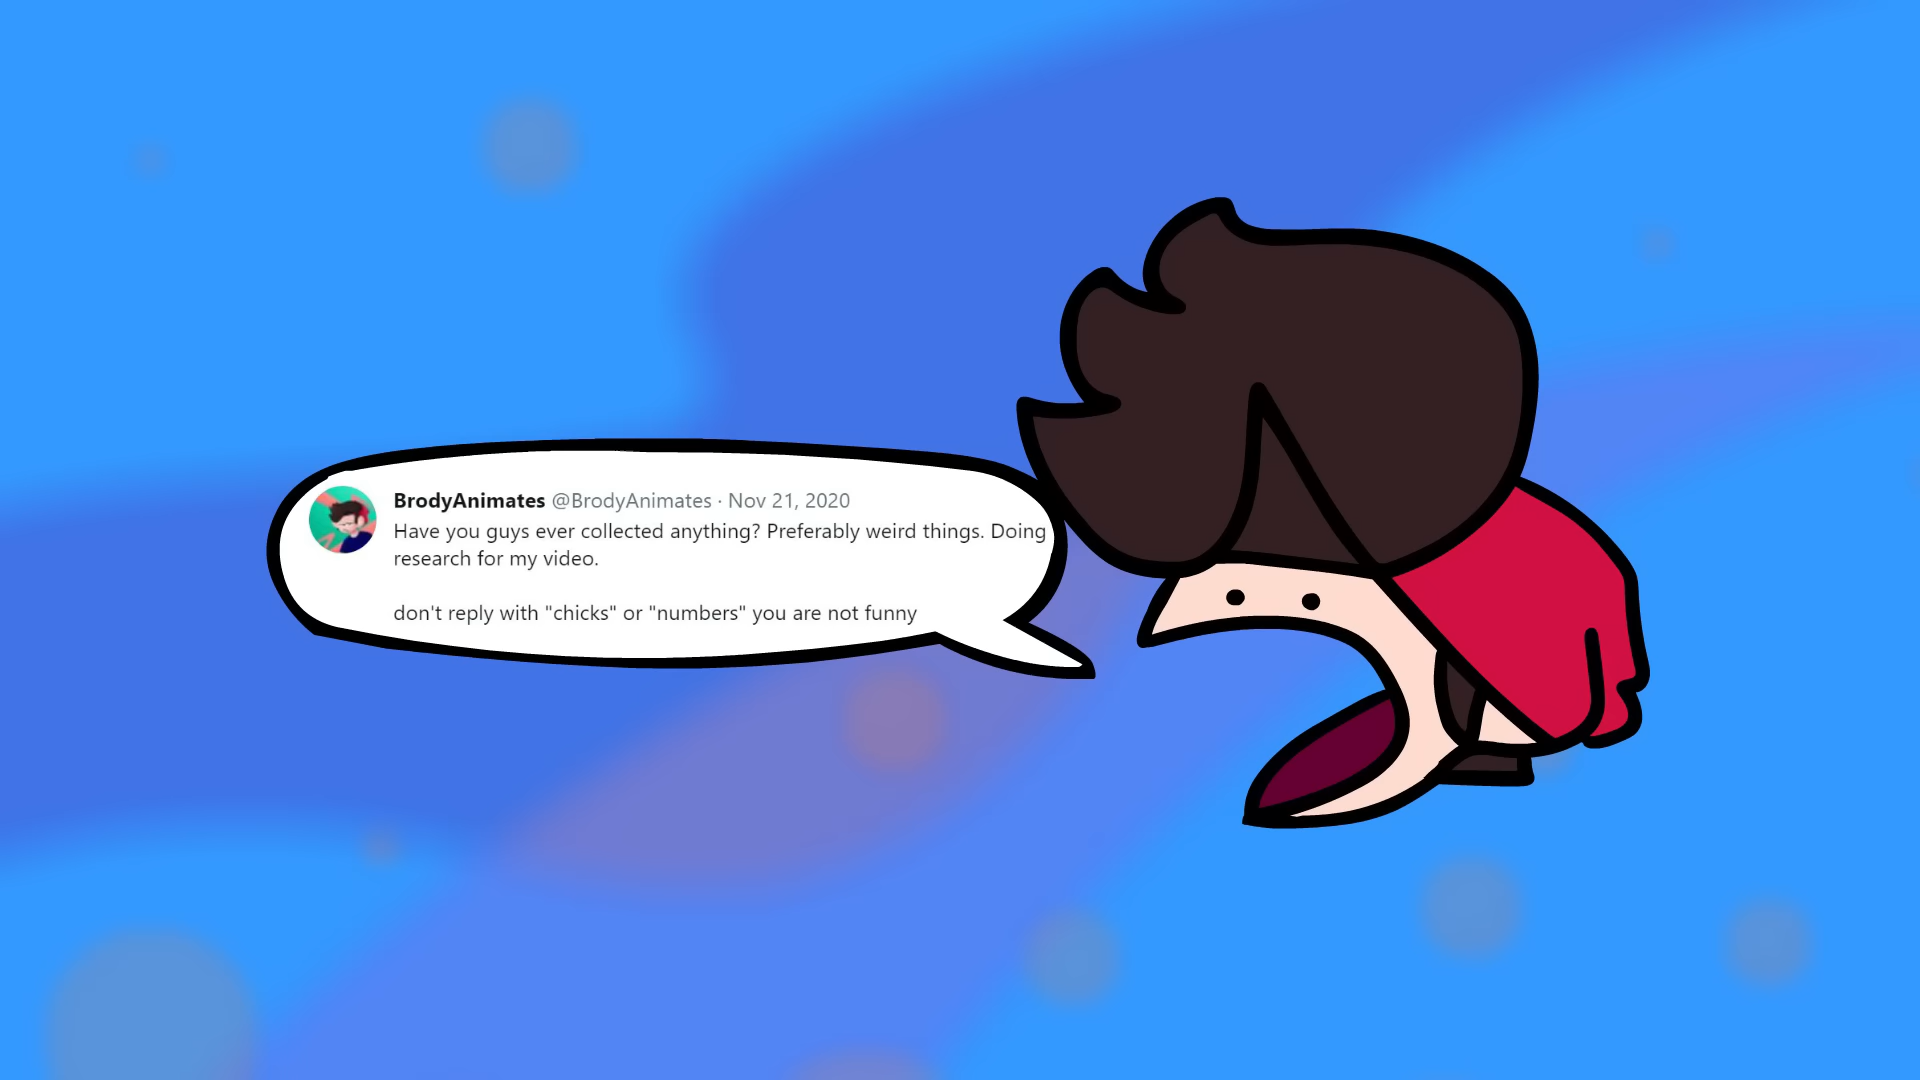 BrodyAnimates @BrodyAnimates · Nov 21, 2020
Have you guys ever collected anything? Preferably weird things. Doing
research for my video.
don't reply with "chicks" or "numbers" you are not funny